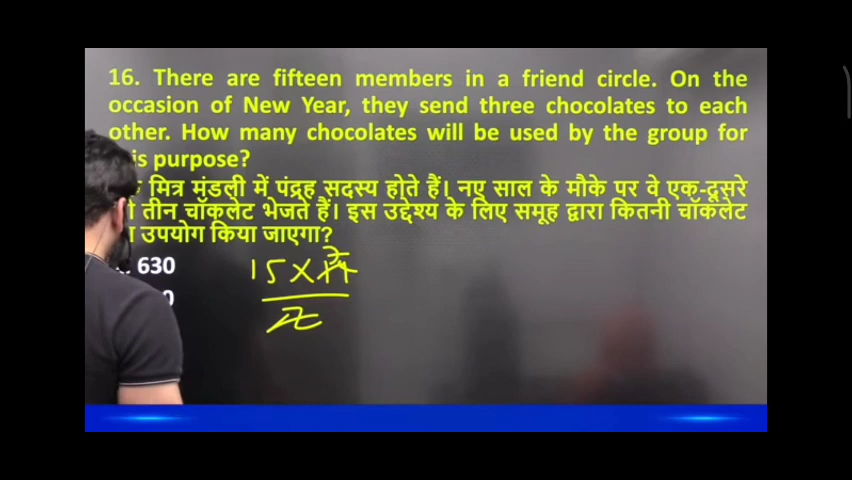 16. There are fifteen members in a friend circle. On the
occasion of New Year, they send three chocolates to each
other. How many chocolates will be used by the group for
is purpose?
मित्र मंडली में पंद्रह सदस्य होते हैं। नए साल के मौके पर वे एक-दूसरे
तीन चॉकलेट भेजते हैं। इस उद्देश्य के लिए समूह द्वारा कितनी चॉकलेट
उपयोग किया जाएगा?
630
0
15 ×